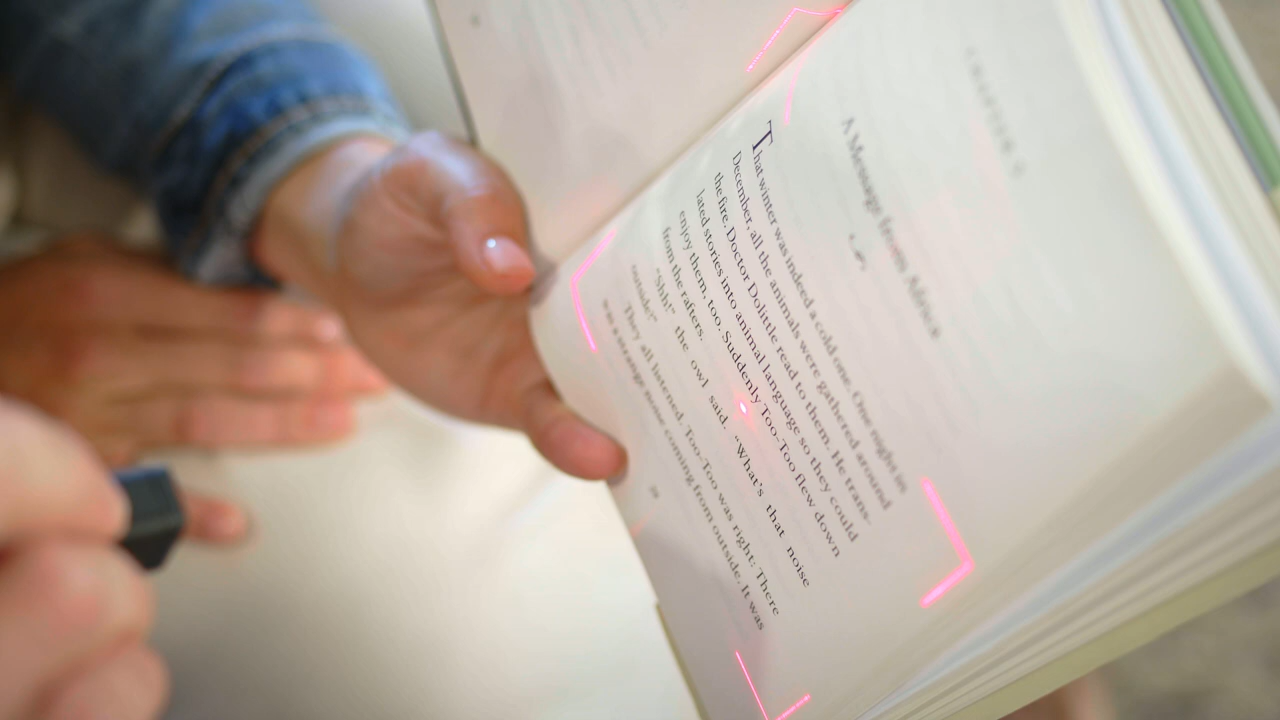 A Message from Africa
That winter was indeed a cold one. One night in
December, all the animals were gathered around
the fire. Doctor Dolittle read to them. He trans-
lated stories into animal language so they could
enjoy them, too. Suddenly Too-Too flew down
from the rafters.
"Shh!" the owl said. "What's that noise
outside?"
They all listened. Too-Too was right: There
was a strange noise coming from outside. It was